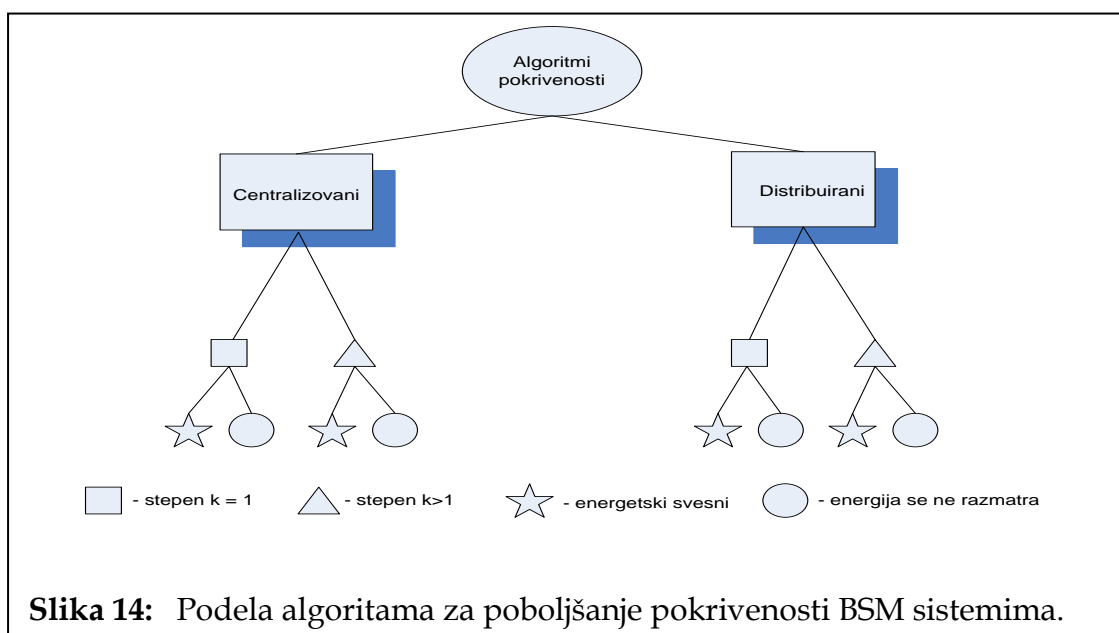 Algoritmi
pokrivenosti
Centralizovani
Distribuirani
- stepen k = 1
- stepen k>1
- energetski svesni
- energija se ne razmatra
Slika 14: Podela algoritama za poboljšanje pokrivenosti BSM sistemima.